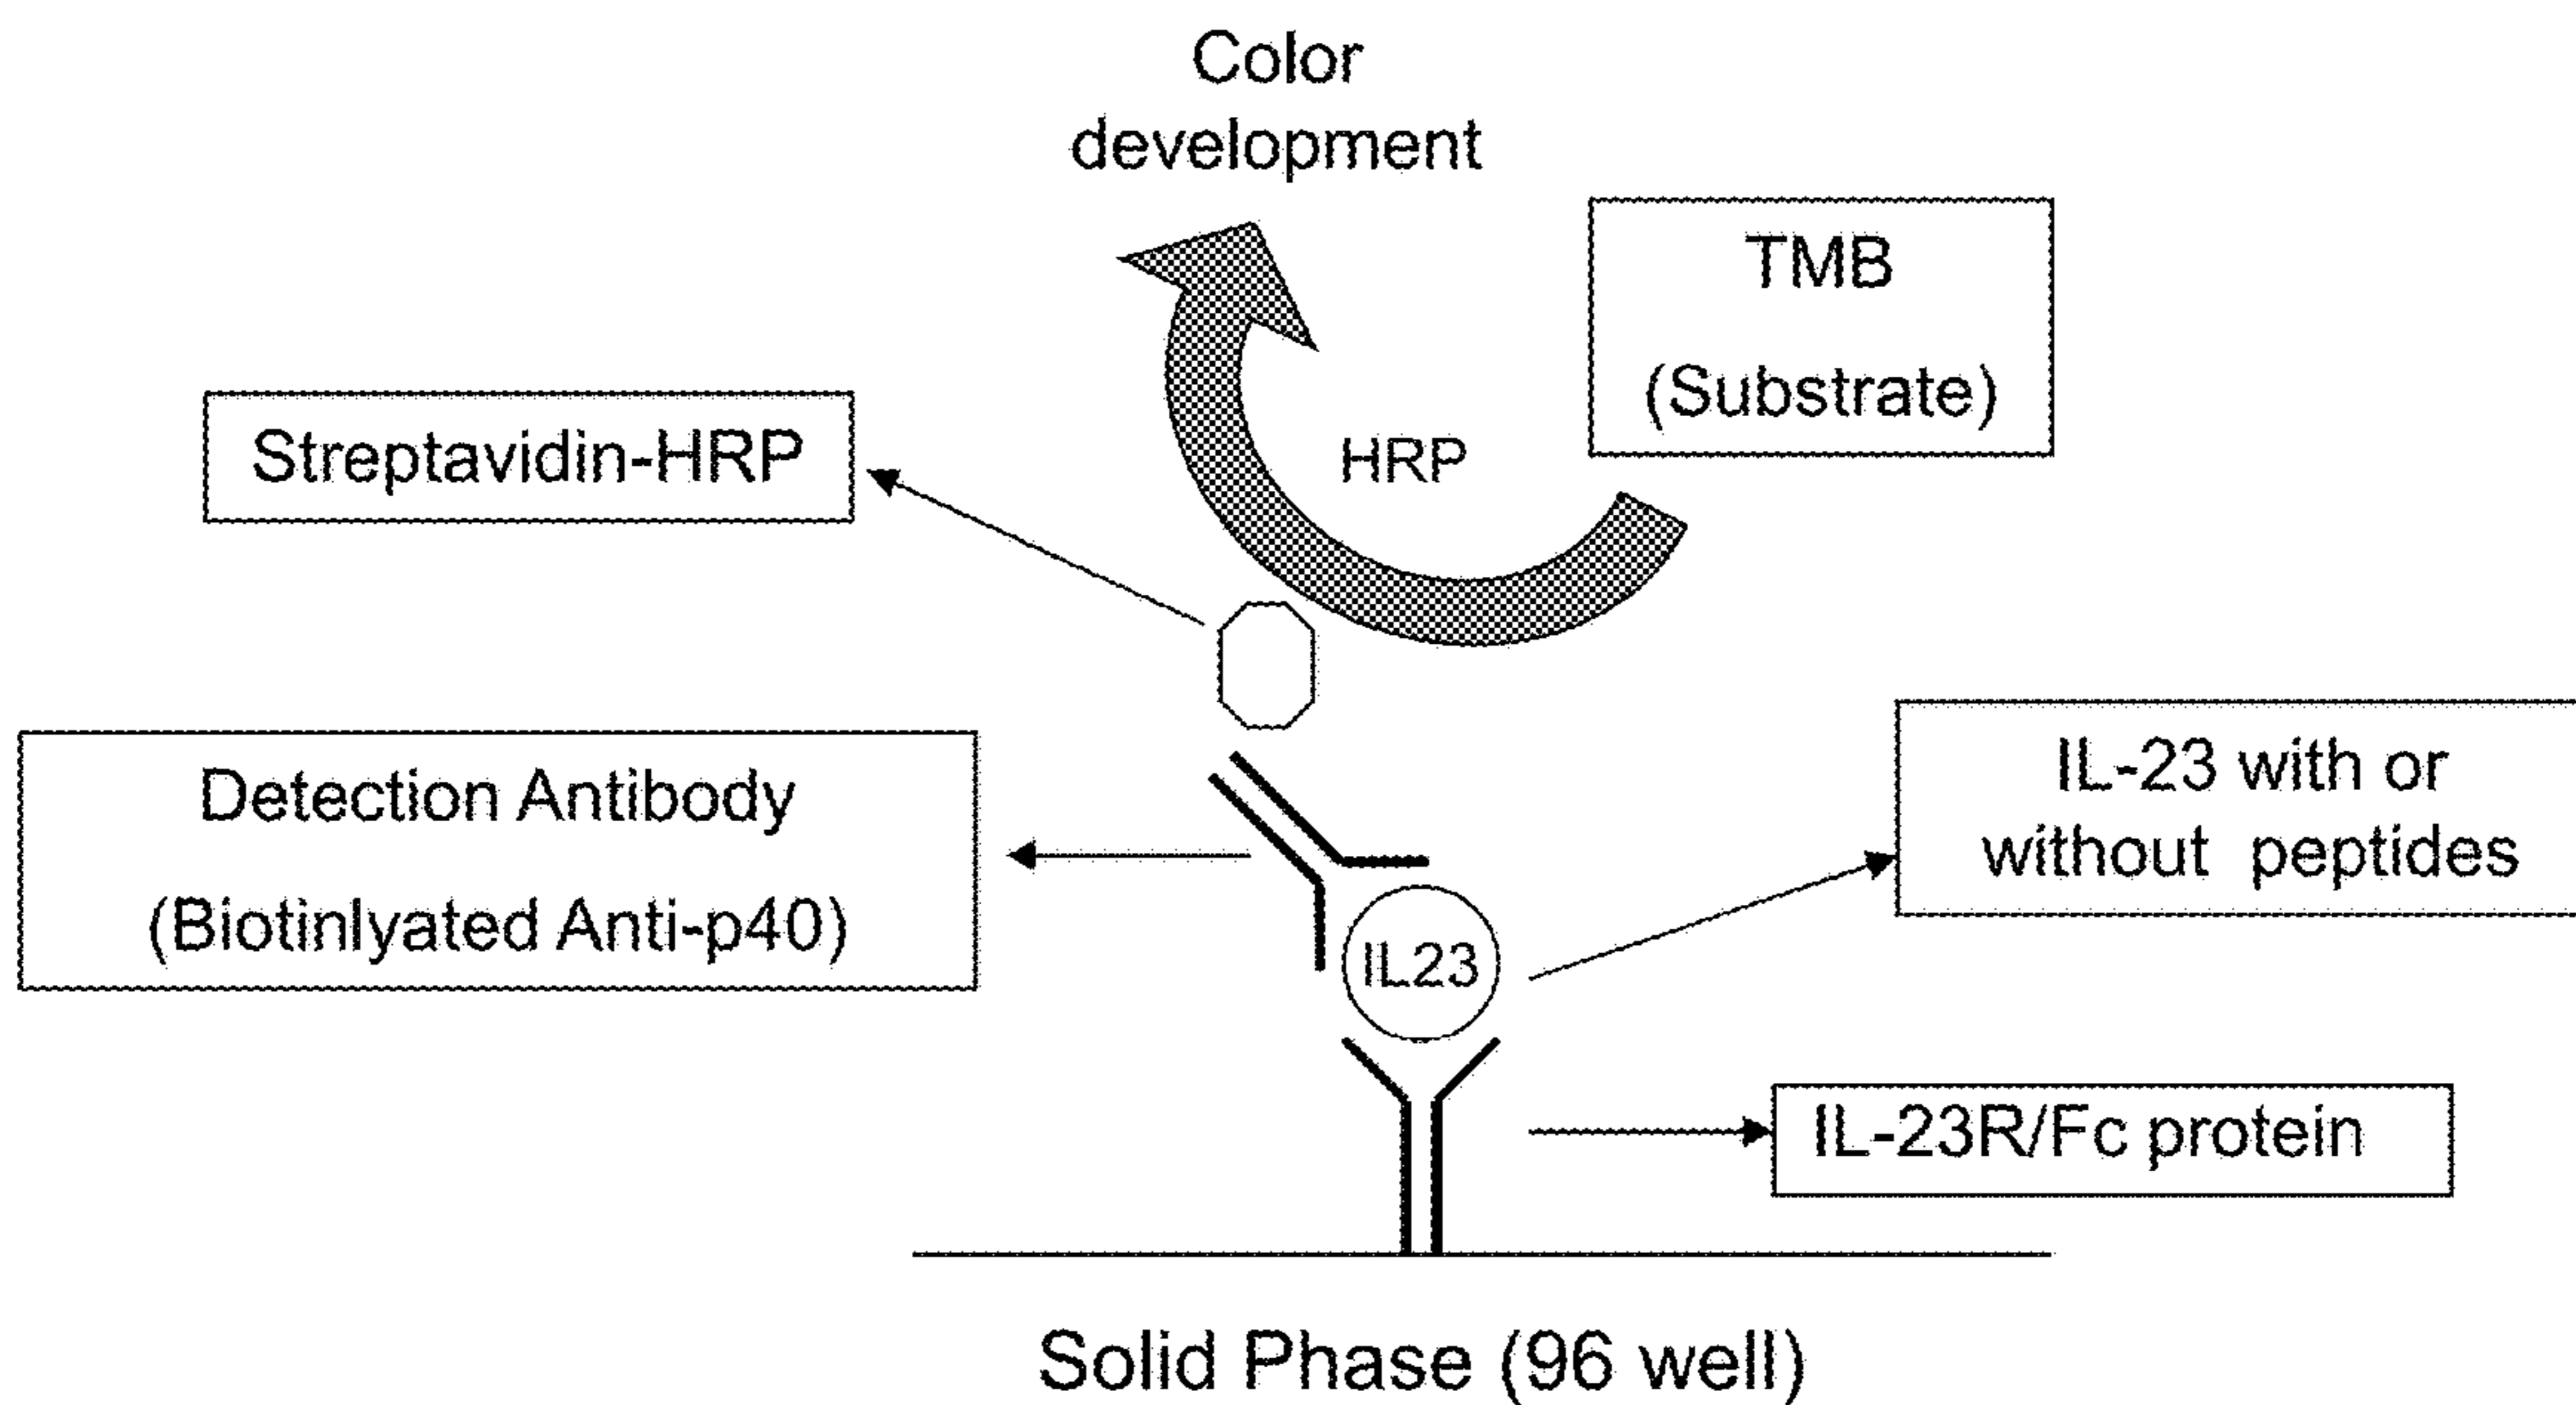 Color
development
TMB
(Substrate)
Streptavidin-HRP
HRP
Detection Antibody
(Biotinlyated Anti-p40)
IL-23 with or
without peptides
IL23
IL-23R/Fc protein
Solid Phase (96 well)